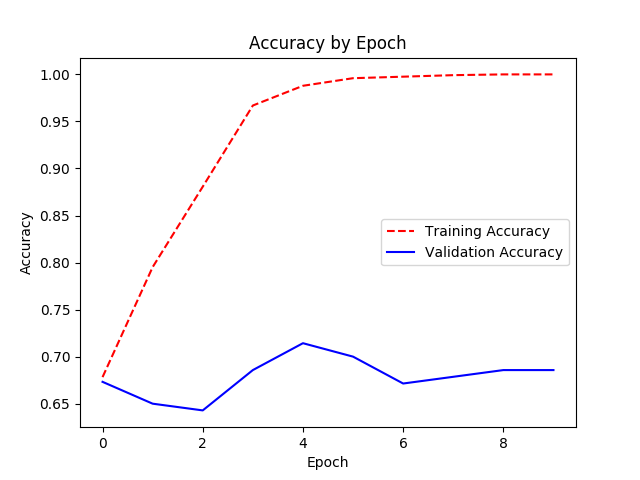 Accuracy by Epoch
1.00
0.95
0.90
0.85
0.80
0.75
0.70
0.65
Accuracy
Training Accuracy
Validation Accuracy
0 2 4 6 8
Epoch